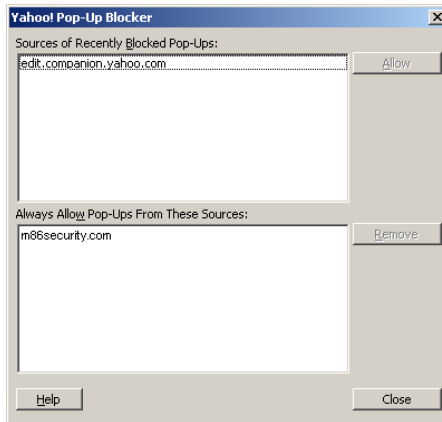 Yahoo! Pop-Up Blocker
Sources of Recently Blocked Pop-Ups:
edit.companion.yahoo.com
Allow
Always Allow Pop-Ups From These Sources:
m86security.com
Remove
Help
Close